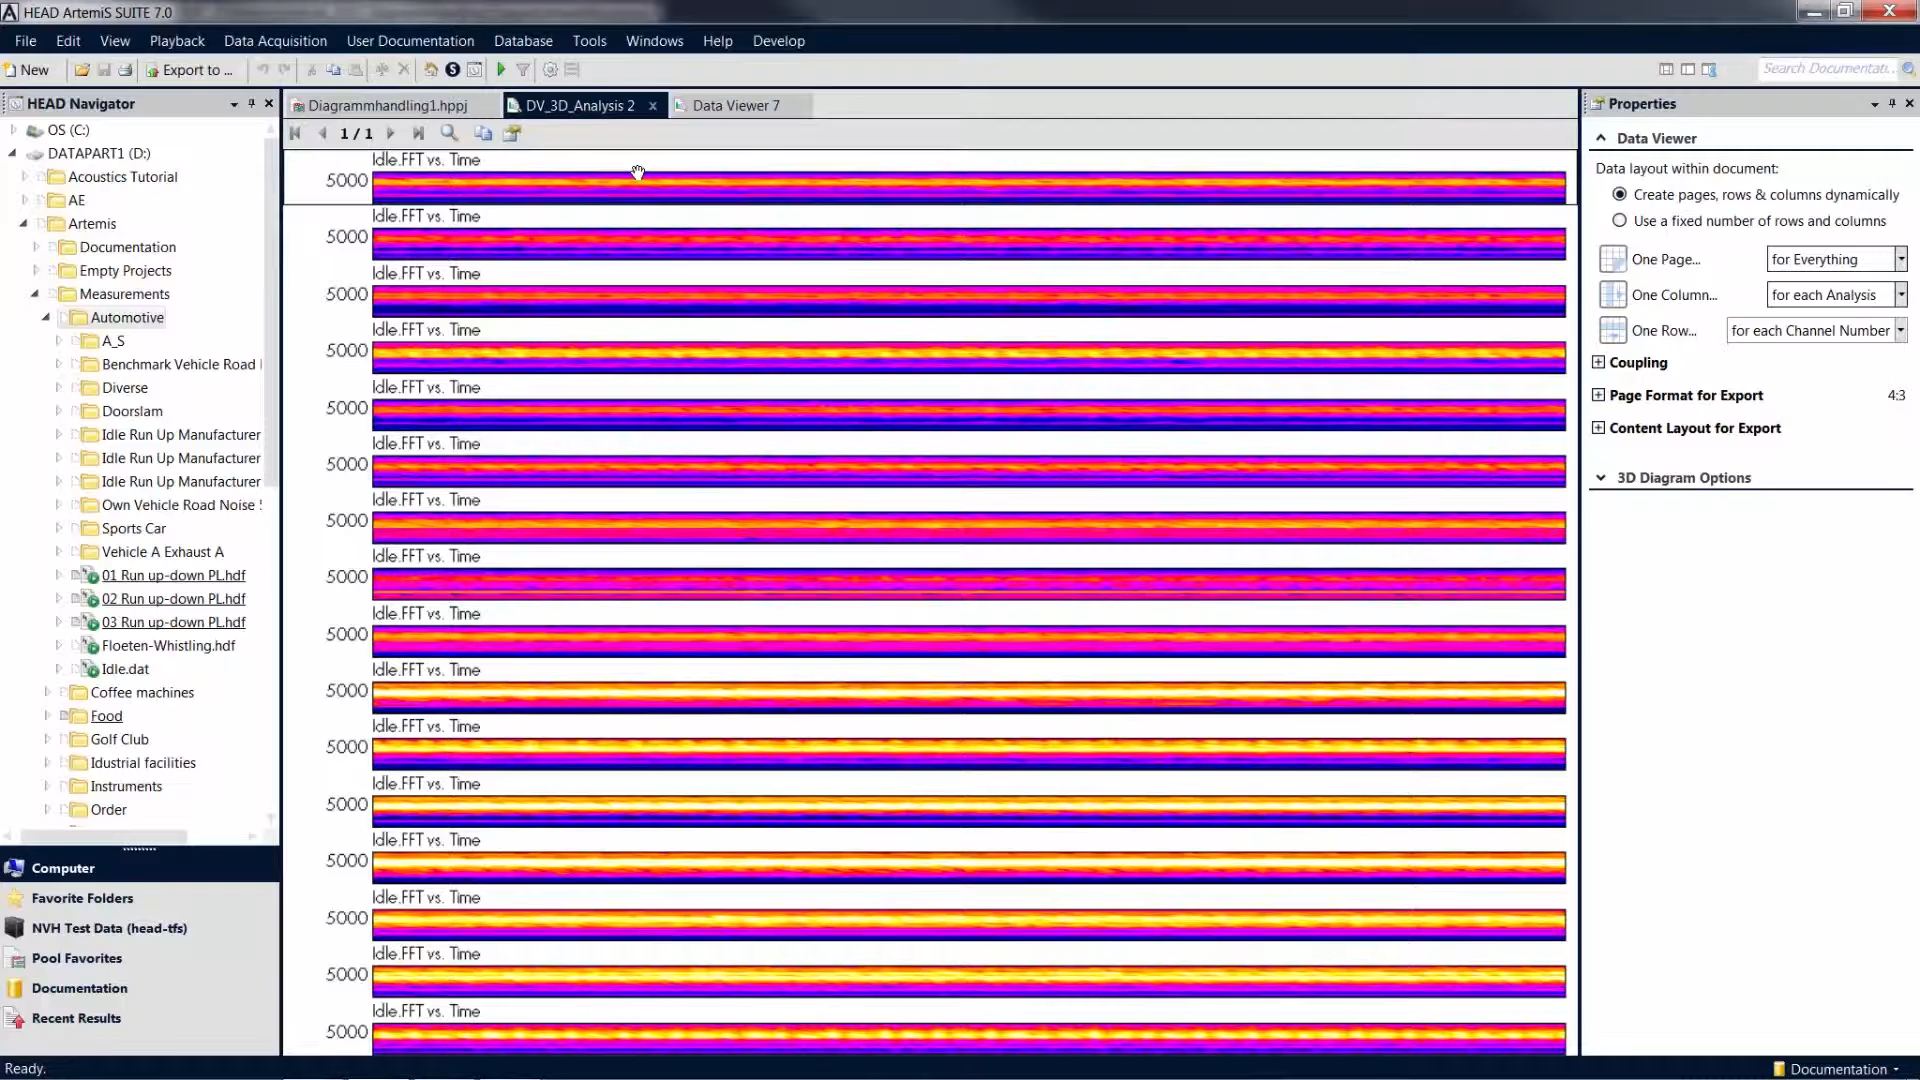 HEAD ArtemiS SUITE 7.0
File Edit View Playback Data Acquisition User Documentation Database Tools Windows Help Develop
New Export to ... Search Documentati...
HEAD Navigator
OS (C:)
DATAPART1 (D:)
Acoustics Tutorial
AE
Artemis
Documentation
Empty Projects
Measurements
Automotive
A_S
Benchmark Vehicle Road
Diverse
Doorslam
Idle Run Up Manufacturer
Idle Run Up Manufacturer
Idle Run Up Manufacturer
Own Vehicle Road Noise
Sports Car
Vehicle A Exhaust A
01 Run up-down PL.hdf
02 Run up-down PL.hdf
03 Run up-down PL.hdf
Floeten-Whistling.hdf
Idle.dat
Coffee machines
Food
Golf Club
Idustrial facilities
Instruments
Order
Computer
Favorite Folders
NVH Test Data (head-tfs)
Pool Favorites
Documentation
Recent Results
Diagrammhandling1.hppj DV_3D_Analysis 2 Data Viewer 7
1 / 1
Idle.FFT vs. Time
5000
Idle.FFT vs. Time
5000
Idle.FFT vs. Time
5000
Idle.FFT vs. Time
5000
Idle.FFT vs. Time
5000
Idle.FFT vs. Time
5000
Idle.FFT vs. Time
5000
Idle.FFT vs. Time
5000
Idle.FFT vs. Time
5000
Idle.FFT vs. Time
5000
Idle.FFT vs. Time
5000
Idle.FFT vs. Time
5000
Idle.FFT vs. Time
5000
Idle.FFT vs. Time
5000
Idle.FFT vs. Time
5000
Idle.FFT vs. Time
5000
Properties
Data Viewer
Data layout within document:
Create pages, rows & columns dynamically
Use a fixed number of rows and columns
One Page... for Everything
One Column... for each Analysis
One Row... for each Channel Number
Coupling
Page Format for Export 4:3
Content Layout for Export
3D Diagram Options
Ready. Documentation